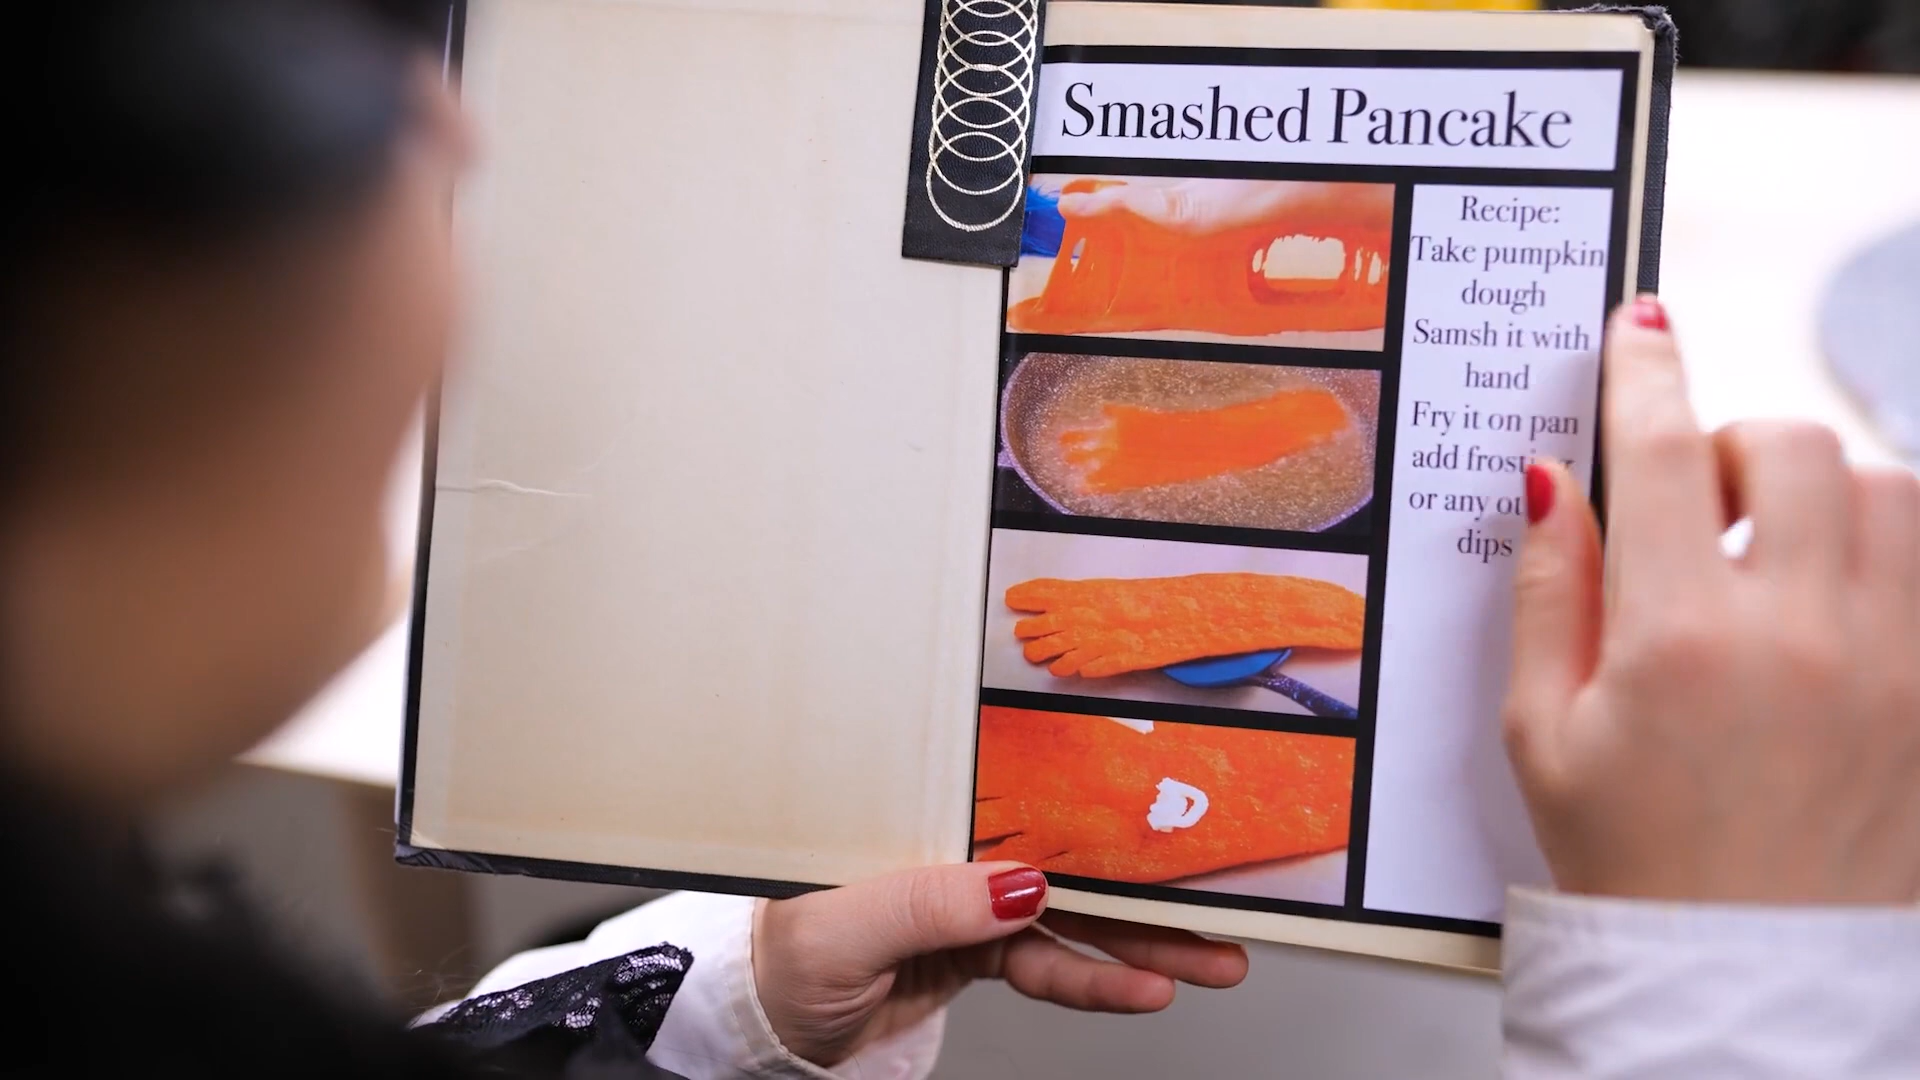 Smashed Pancake
Recipe:
Take pumpkin
dough
Samsh it with
hand
Fry it on pan
add
or any
dips